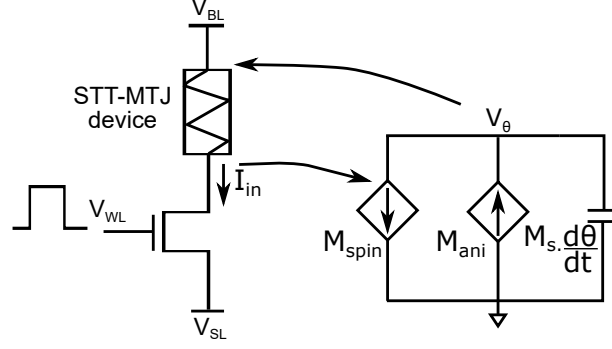 V_BL
STT-MTJ
device
V_θ
I_in
V_WL
M_spin
M_ani
M_s.dθ/dt
V_SL